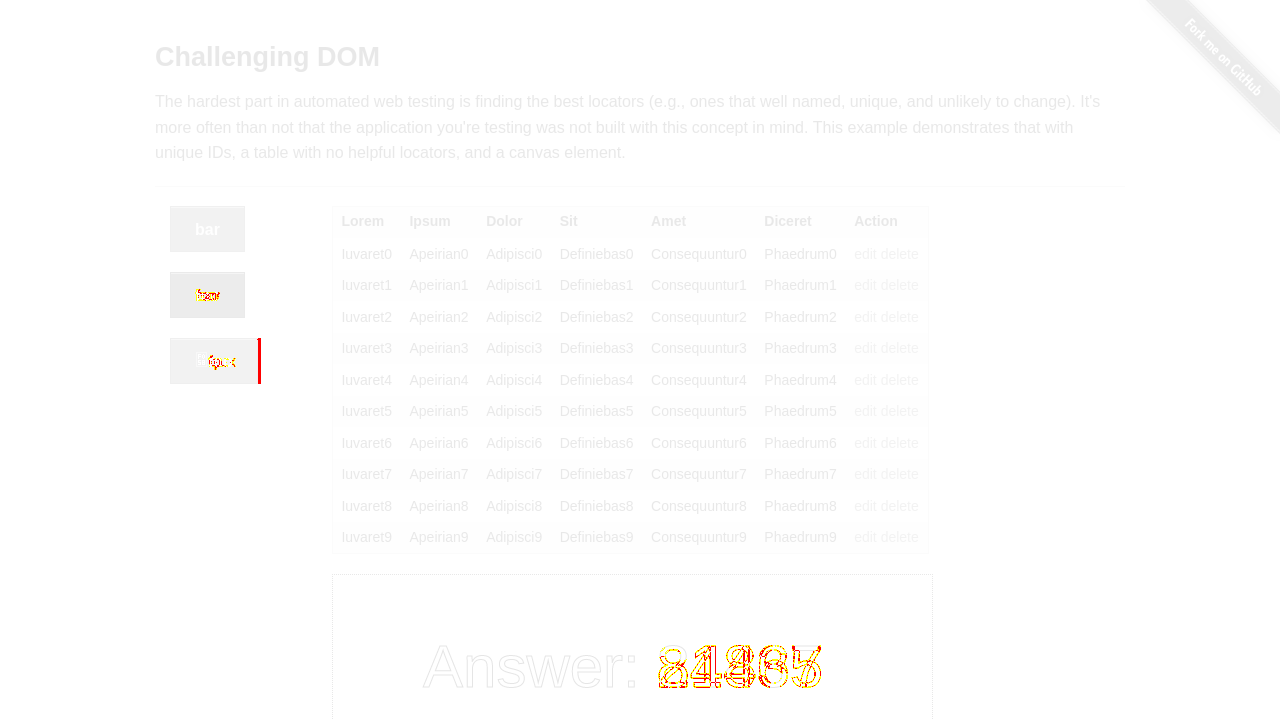 Fork me on GitHub
Challenging DOM
The hardest part in automated web testing is finding the best locators (e.g., ones that well named, unique, and unlikely to change). It's
more often than not that the application you're testing was not built with this concept in mind. This example demonstrates that with
unique IDs, a table with no helpful locators, and a canvas element.
bar
Lorem Ipsum Dolor Sit Amet Diceret Action
Iuvaret0 Apeirian0 Adipisci0 Definiebas0 Consequuntur0 Phaedrum0 edit delete
Iuvaret1 Apeirian1 Adipisci1 Definiebas1 Consequuntur1 Phaedrum1 edit delete
Iuvaret2 Apeirian2 Adipisci2 Definiebas2 Consequuntur2 Phaedrum2 edit delete
Iuvaret3 Apeirian3 Adipisci3 Definiebas3 Consequuntur3 Phaedrum3 edit delete
Iuvaret4 Apeirian4 Adipisci4 Definiebas4 Consequuntur4 Phaedrum4 edit delete
Iuvaret5 Apeirian5 Adipisci5 Definiebas5 Consequuntur5 Phaedrum5 edit delete
Iuvaret6 Apeirian6 Adipisci6 Definiebas6 Consequuntur6 Phaedrum6 edit delete
Iuvaret7 Apeirian7 Adipisci7 Definiebas7 Consequuntur7 Phaedrum7 edit delete
Iuvaret8 Apeirian8 Adipisci8 Definiebas8 Consequuntur8 Phaedrum8 edit delete
Iuvaret9 Apeirian9 Adipisci9 Definiebas9 Consequuntur9 Phaedrum9 edit delete
Answer: